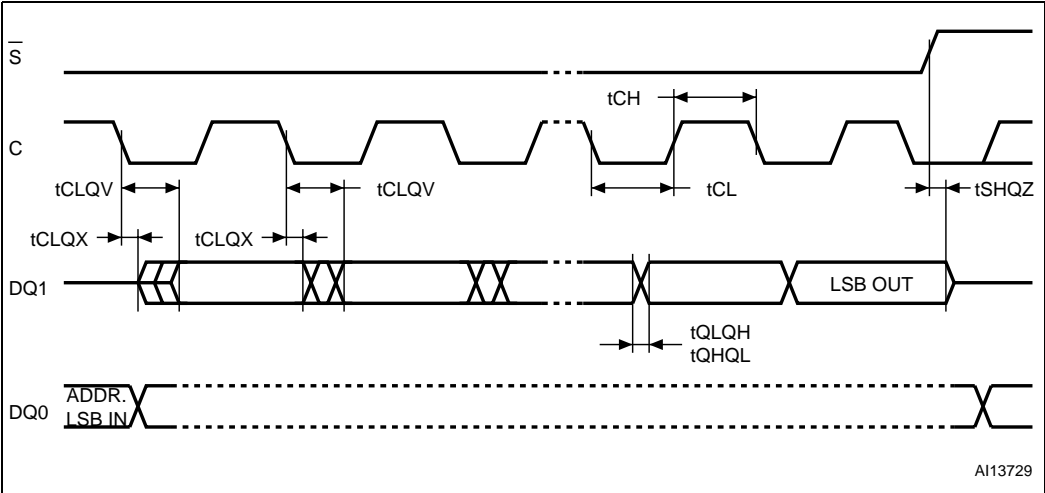 S̅
tCH
C
tCLQV
tCLQV
tCL
tSHQZ
tCLQX
tCLQX
DQ1
LSB OUT
tQLQH
tQHQL
ADDR.
DQ0
LSB IN
AI13729